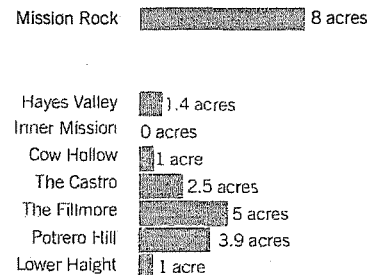 Mission Rock 8 acres
Hayes Valley 1.4 acres
Inner Mission 0 acres
Cow Hollow 1 acre
The Castro 2.5 acres
The Fillmore 5 acres
Potrero Hill 3.9 acres
Lower Haight 1 acre